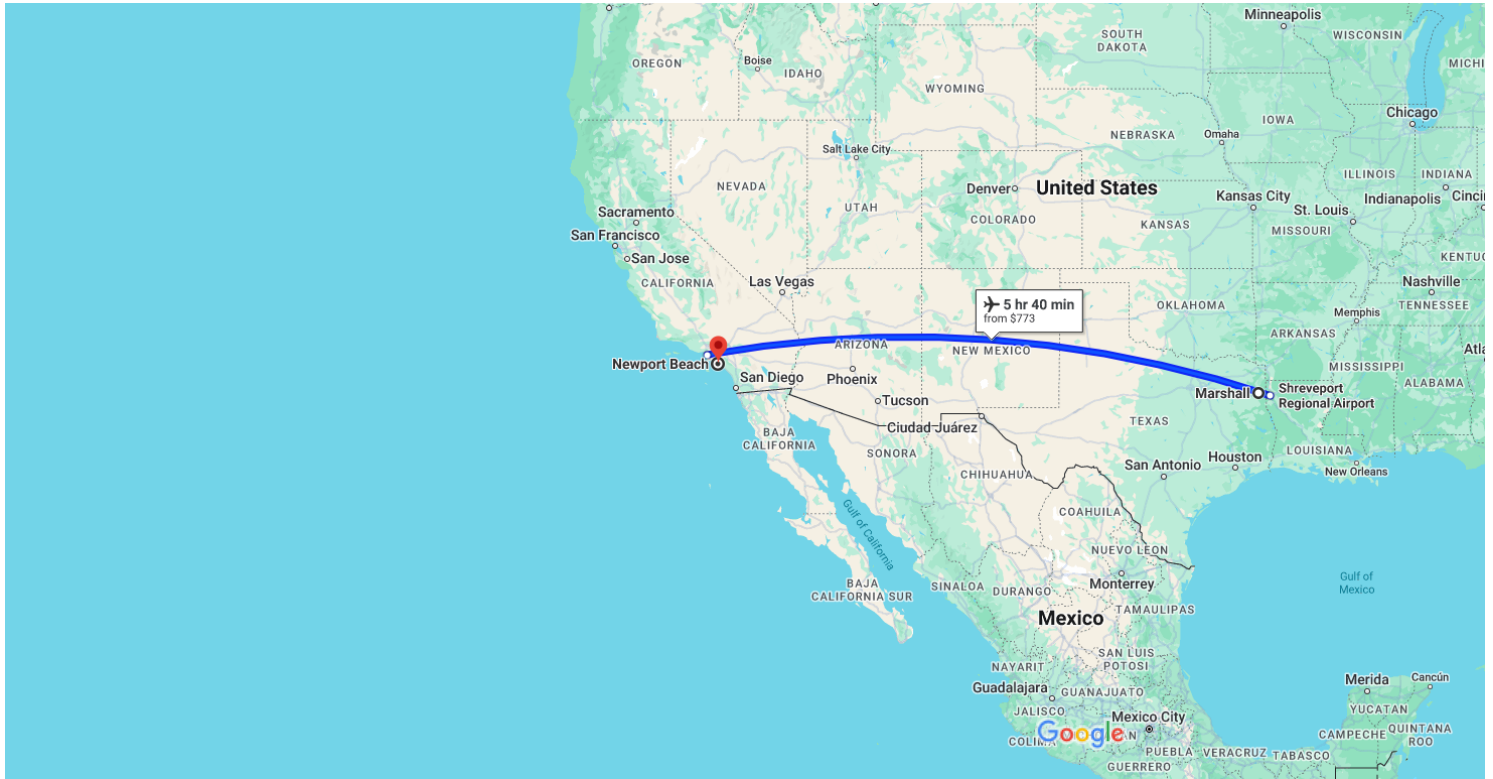 Minneapolis
SOUTH
DAKOTA
WISCONSIN
OREGON
Boise
IDAHO
WYOMING
Chicago
IOWA
NEBRASKA
Omaha
Salt Lake City
NEVADA
Denver
United States
ILLINOIS
INDIANA
Kansas City
Indianapolis
UTAH
Sacramento
St. Louis
COLORADO
KANSAS
MISSOURI
San Francisco
San Jose
CALIFORNIA
Las Vegas
Nashville
5 hr 40 min
from $773
OKLAHOMA
TENNESSEE
Memphis
ARKANSAS
ARIZONA
NEW MEXICO
Newport Beach
MISSISSIPPI
San Diego
Phoenix
ALABAMA
Marshall
Shreveport
Regional Airport
Tucson
TEXAS
Ciudad Juárez
BAJA
CALIFORNIA
SONORA
LOUISIANA
Houston
San Antonio
New Orleans
CHIHUAHUA
Gulf of California
COAHUILA
NUEVO LEON
BAJA
CALIFORNIA SUR
SINALOA
DURANGO
Monterrey
Gulf of
Mexico
TAMAULIPAS
Mexico
SAN LUIS
POTOSI
NAYARIT
Guadalajara
GUANAJUATO
Merida
Cancún
JALISCO
Mexico City
YUCATAN
Google
CAMPECHE
QUINTANA
ROO
PUEBLA
VERACRUZ
TABASCO
GUERRERO